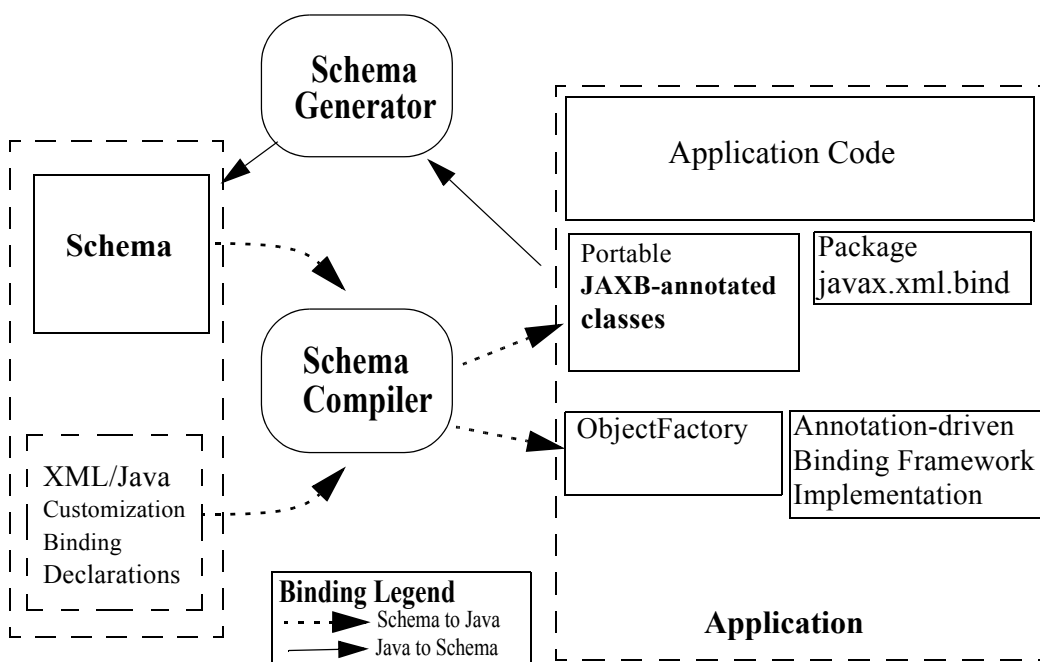 Schema
Generator
Application Code
Schema
Portable
JAXB-annotated
classes
Package
javax.xml.bind
Schema
Compiler
ObjectFactory
Annotation-driven
Binding Framework
Implementation
XML/Java
Customization
Binding
Declarations
Binding Legend
Schema to Java
Java to Schema
Application